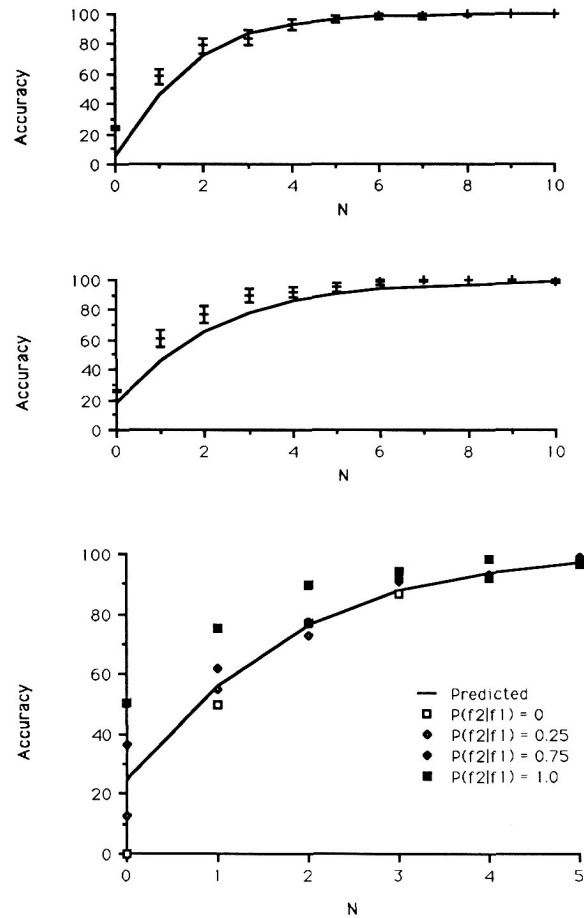 Accuracy
100
80
60
40
20
0
0 2 4 6 8 10
N
Accuracy
100
80
60
40
20
0
0 2 4 6 8 10
N
Accuracy
100
80
60
40
20
0
Predicted
P(f2|f1) = 0
P(f2|f1) = 0.25
P(f2|f1) = 0.75
P(f2|f1) = 1.0
0 1 2 3 4 5
N